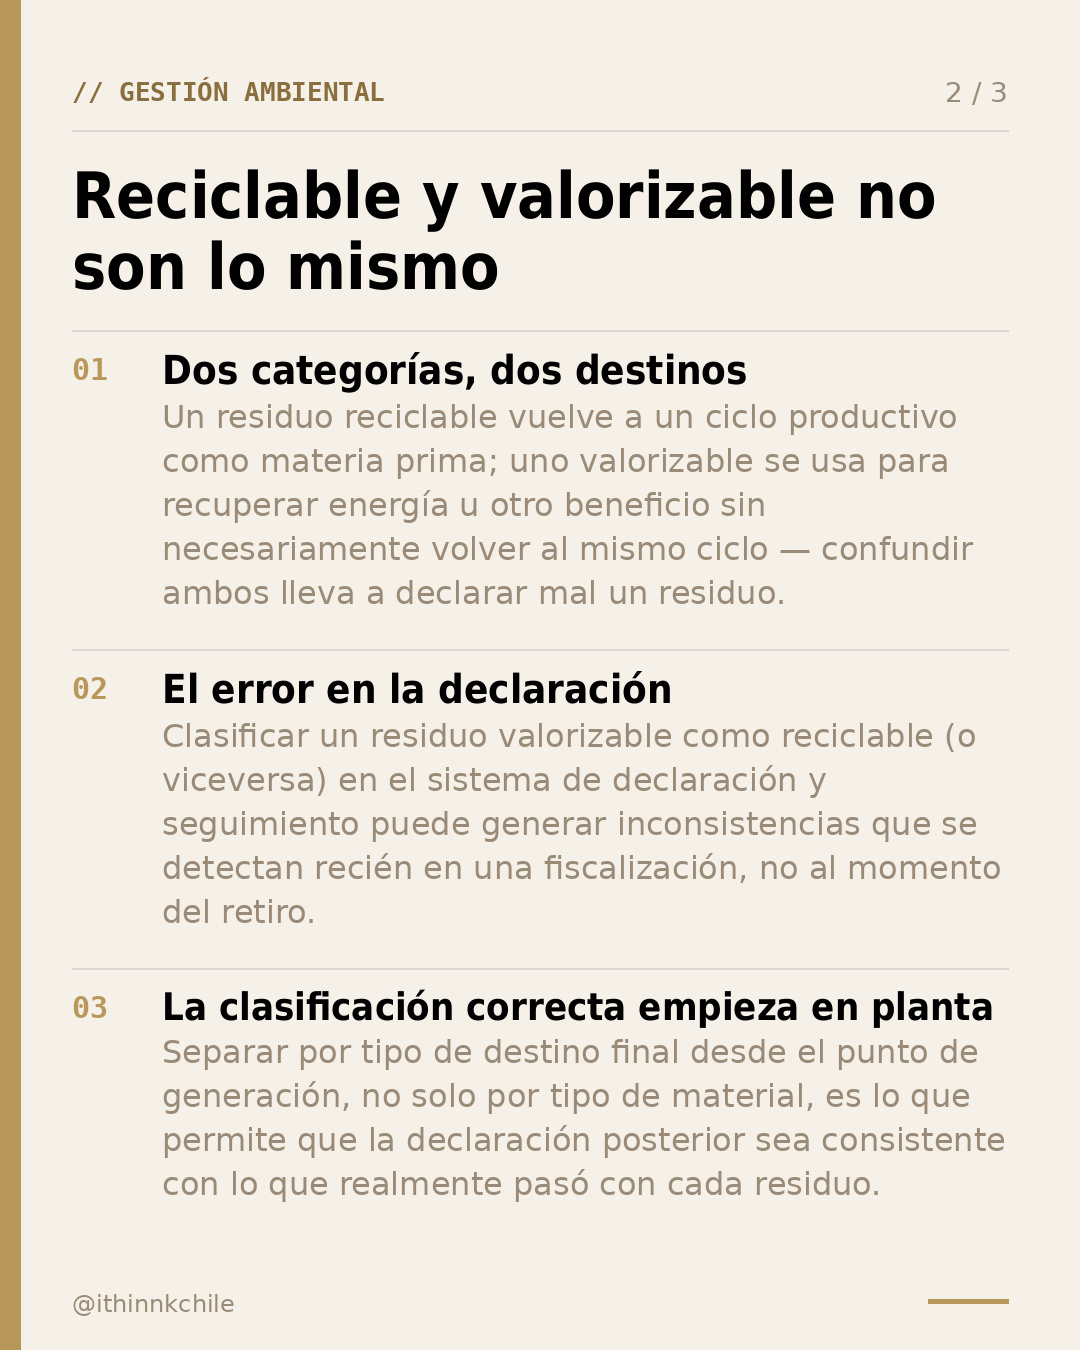 // GESTIÓN AMBIENTAL
2 / 3
Reciclable y valorizable no
son lo mismo
01
Dos categorías, dos destinos
Un residuo reciclable vuelve a un ciclo productivo
como materia prima; uno valorizable se usa para
recuperar energía u otro beneficio sin
necesariamente volver al mismo ciclo — confundir
ambos lleva a declarar mal un residuo.
02
El error en la declaración
Clasificar un residuo valorizable como reciclable (o
viceversa) en el sistema de declaración y
seguimiento puede generar inconsistencias que se
detectan recién en una fiscalización, no al momento
del retiro.
03
La clasificación correcta empieza en planta
Separar por tipo de destino final desde el punto de
generación, no solo por tipo de material, es lo que
permite que la declaración posterior sea consistente
con lo que realmente pasó con cada residuo.
@ithinnkchile